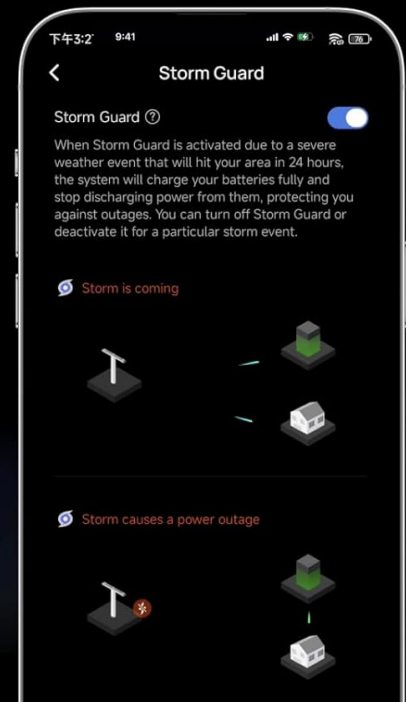 下午3:2 9:41 76
Storm Guard
Storm Guard ?
When Storm Guard is activated due to a severe
weather event that will hit your area in 24 hours,
the system will charge your batteries fully and
stop discharging power from them, protecting you
against outages. You can turn off Storm Guard or
deactivate it for a particular storm event.
Storm is coming
Storm causes a power outage